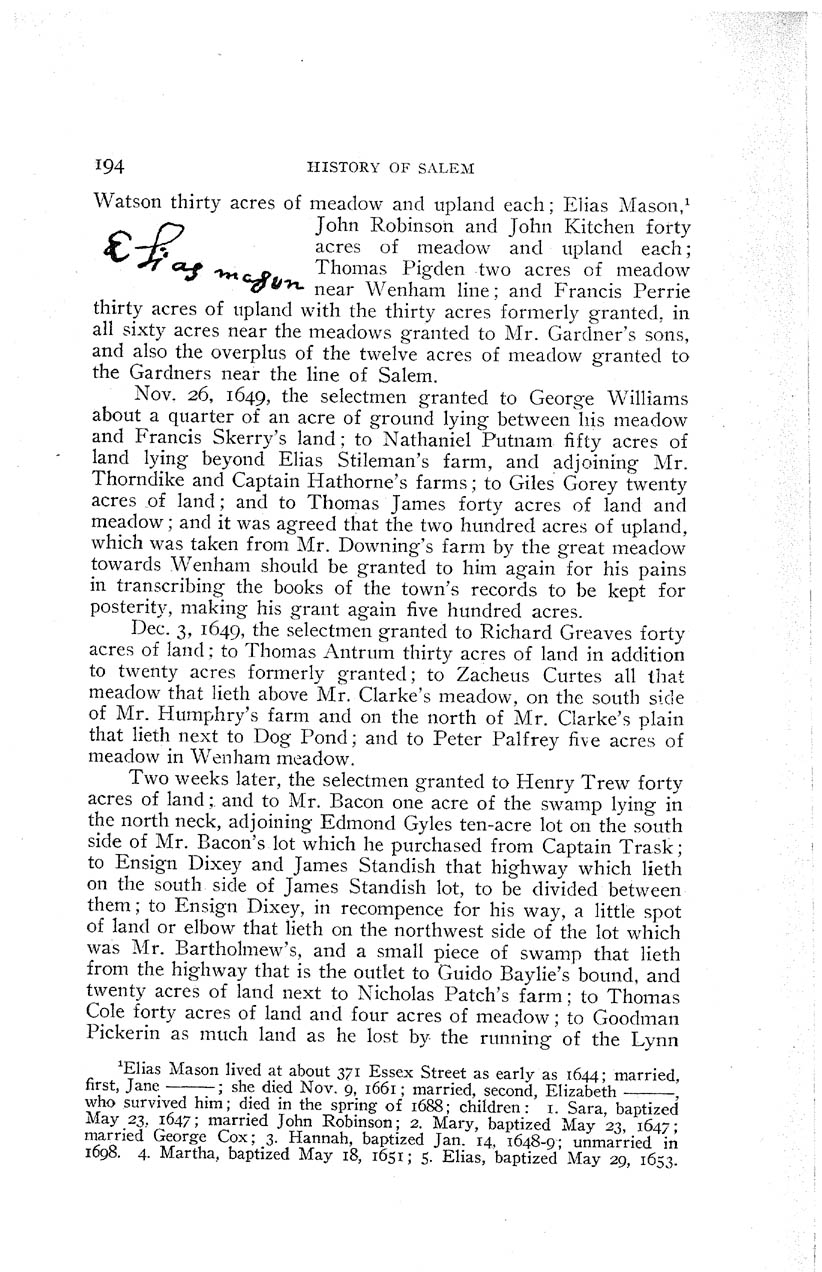 194
HISTORY OF SALEM
Watson thirty acres of meadow and upland each; Elias Mason,¹
John Robinson and John Kitchen forty
acres of meadow and upland each;
Elias mason
Thomas Pigden two acres of meadow
near Wenham line; and Francis Perrie
thirty acres of upland with the thirty acres formerly granted, in
all sixty acres near the meadows granted to Mr. Gardner's sons,
and also the overplus of the twelve acres of meadow granted to
the Gardners near the line of Salem.
Nov. 26, 1649, the selectmen granted to George Williams
about a quarter of an acre of ground lying between his meadow
and Francis Skerry's land; to Nathaniel Putnam fifty acres of
land lying beyond Elias Stileman's farm, and adjoining Mr.
Thorndike and Captain Hathorne's farms; to Giles Gorey twenty
acres of land; and to Thomas James forty acres of land and
meadow; and it was agreed that the two hundred acres of upland,
which was taken from Mr. Downing's farm by the great meadow
towards Wenham should be granted to him again for his pains
in transcribing the books of the town's records to be kept for
posterity, making his grant again five hundred acres.
Dec. 3, 1649, the selectmen granted to Richard Greaves forty
acres of land; to Thomas Antrum thirty acres of land in addition
to twenty acres formerly granted; to Zacheus Curtes all that
meadow that lieth above Mr. Clarke's meadow, on the south side
of Mr. Humphry's farm and on the north of Mr. Clarke's plain
that lieth next to Dog Pond; and to Peter Palfrey five acres of
meadow in Wenham meadow.
Two weeks later, the selectmen granted to Henry Trew forty
acres of land; and to Mr. Bacon one acre of the swamp lying in
the north neck, adjoining Edmond Gyles ten-acre lot on the south
side of Mr. Bacon's lot which he purchased from Captain Trask;
to Ensign Dixey and James Standish that highway which lieth
on the south side of James Standish lot, to be divided between
them; to Ensign Dixey, in recompence for his way, a little spot
of land or elbow that lieth on the northwest side of the lot which
was Mr. Bartholmew's, and a small piece of swamp that lieth
from the highway that is the outlet to Guido Baylie's bound, and
twenty acres of land next to Nicholas Patch's farm; to Thomas
Cole forty acres of land and four acres of meadow; to Goodman
Pickerin as much land as he lost by the running of the Lynn
¹Elias Mason lived at about 371 Essex Street as early as 1644; married,
first, Jane ———; she died Nov. 9, 1661; married, second, Elizabeth ———,
who survived him; died in the spring of 1688; children: 1. Sara, baptized
May 23, 1647; married John Robinson; 2. Mary, baptized May 23, 1647;
married George Cox; 3. Hannah, baptized Jan. 14, 1648-9; unmarried in
1698. 4. Martha, baptized May 18, 1651; 5. Elias, baptized May 29, 1653.